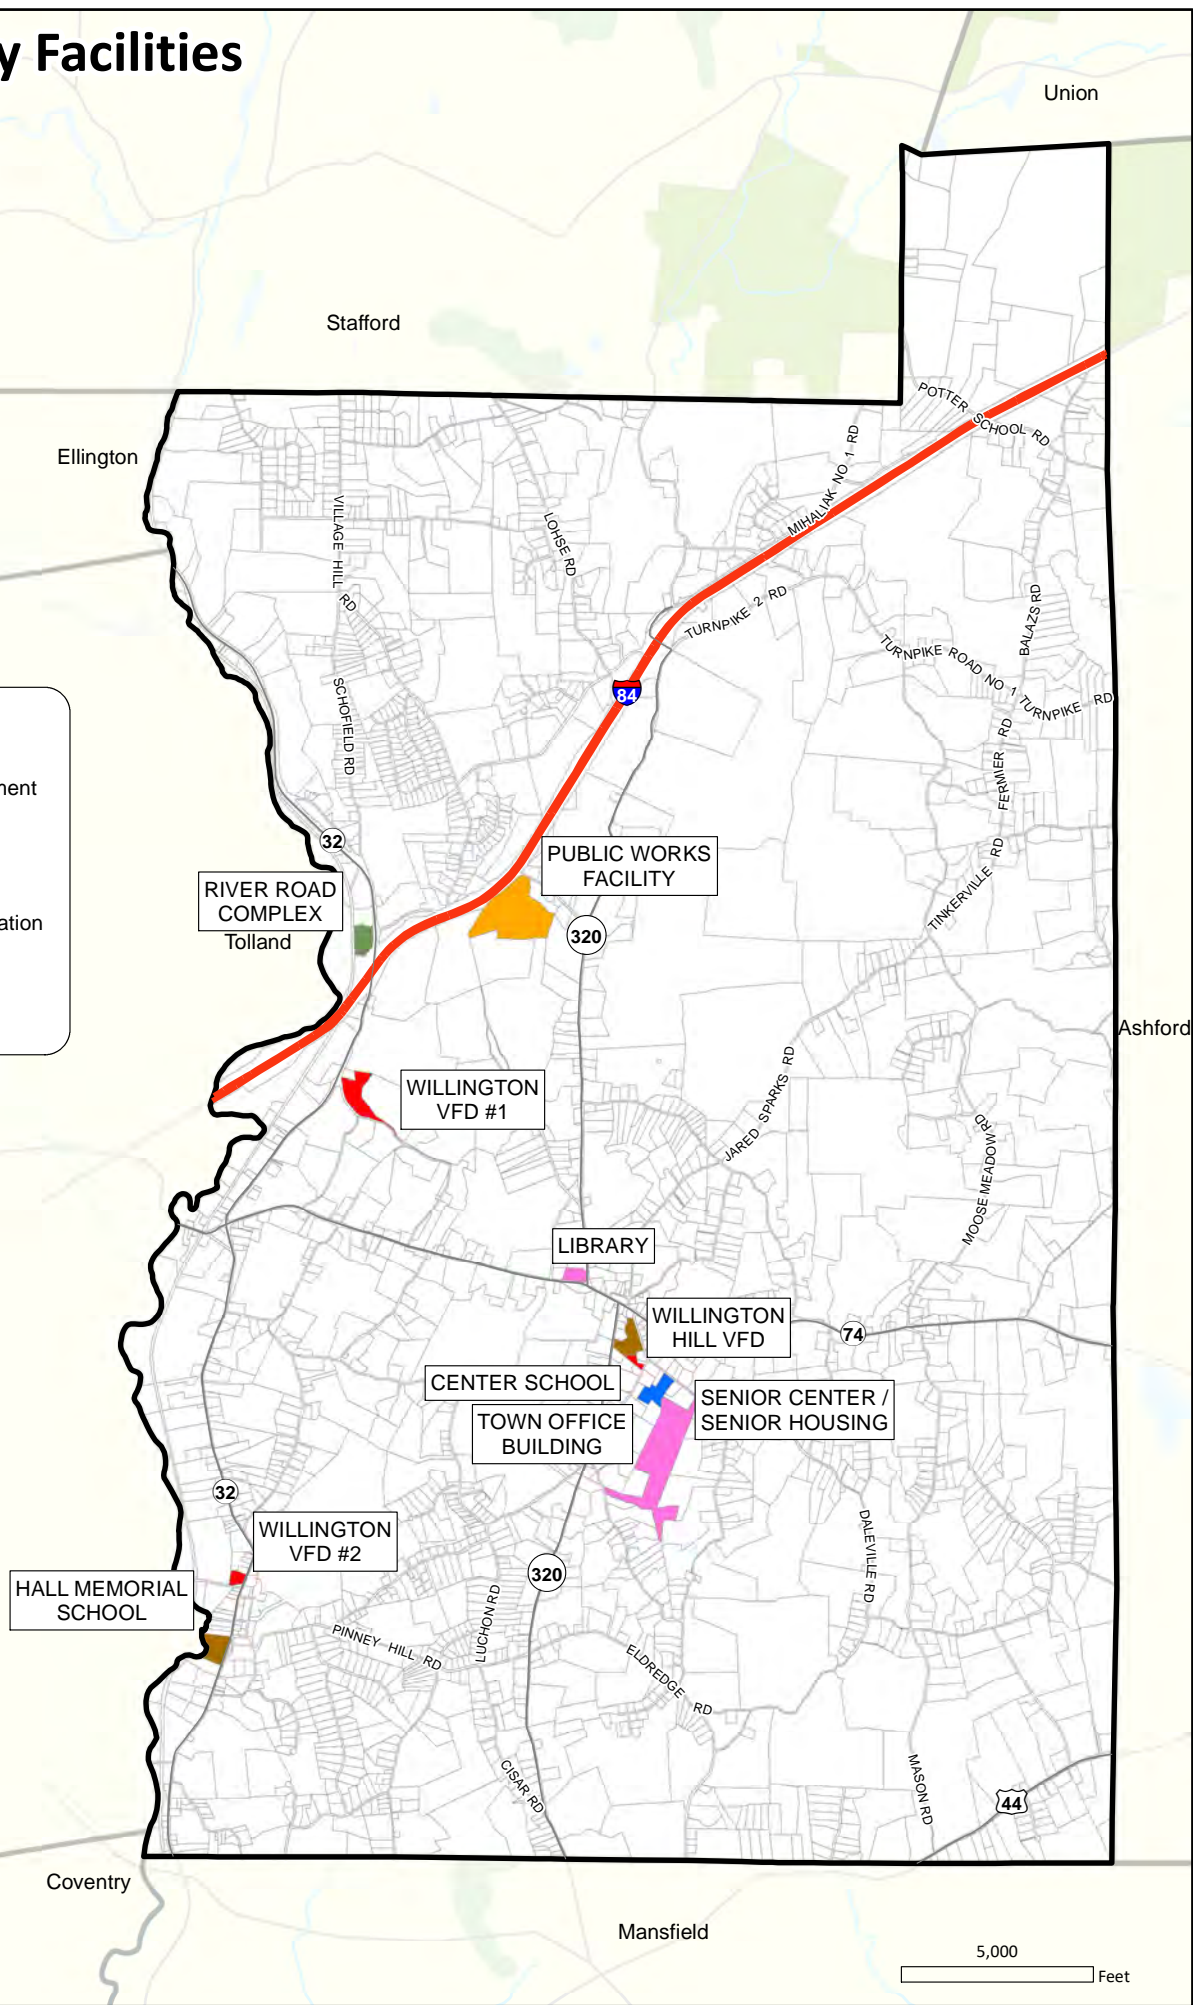 y Facilities
Union
Stafford
POTTER SCHOOL RD
Ellington
MIHALIAK NO 1 RD
VILLAGE HILL RD
LOHSE RD
TURNPIKE 2 RD
BALAZS RD
TURNPIKE ROAD NO 1
TURNPIKE RD
84
SCHOFIELD RD
FERMIER RD
ment
32
PUBLIC WORKS
FACILITY
TINKERVILLE RD
RIVER ROAD
COMPLEX
ation
320
Tolland
Ashford
WILLINGTON
VFD #1
JARED SPARKS RD
MOOSE MEADOW RD
LIBRARY
WILLINGTON
HILL VFD
74
CENTER SCHOOL
SENIOR CENTER /
SENIOR HOUSING
TOWN OFFICE
BUILDING
32
WILLINGTON
VFD #2
DALEVILLE RD
320
HALL MEMORIAL
SCHOOL
LUCHON RD
PINNEY HILL RD
ELDREDGE RD
CISAR RD
MASON RD
44
Coventry
Mansfield
5,000
Feet